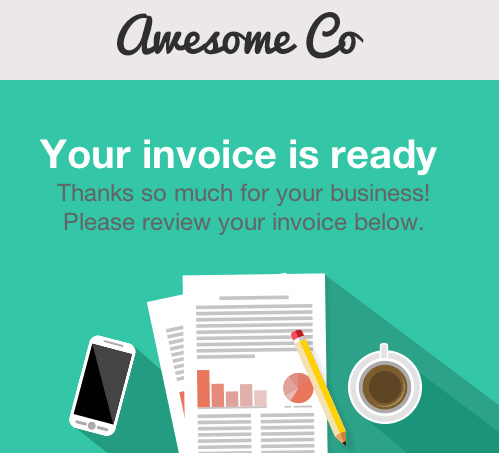 Awesome Co
Your invoice is ready
Thanks so much for your business!
Please review your invoice below.